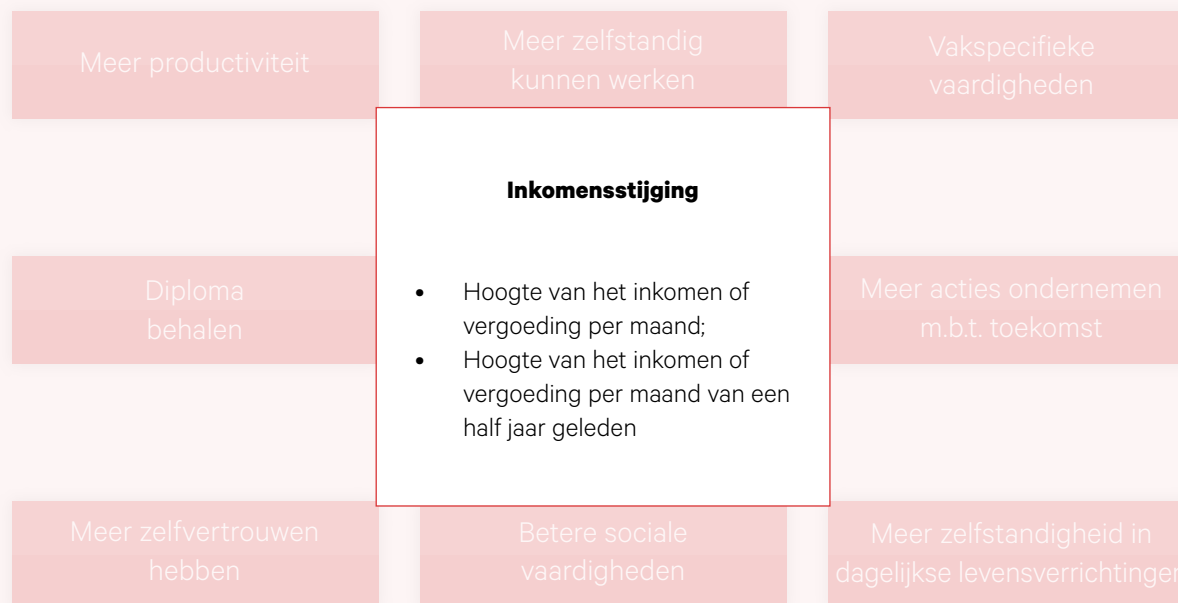 Meer productiviteit
Meer zelfstandig
kunnen werken
Vakspecifieke
vaardigheden
Inkomensstijging
• Hoogte van het inkomen of
vergoeding per maand;
• Hoogte van het inkomen of
vergoeding per maand van een
half jaar geleden
Diploma
behalen
Meer acties ondernemen
m.b.t. toekomst
Meer zelfvertrouwen
hebben
Betere sociale
vaardigheden
Meer zelfstandigheid in
dagelijkse levensverrichtingen